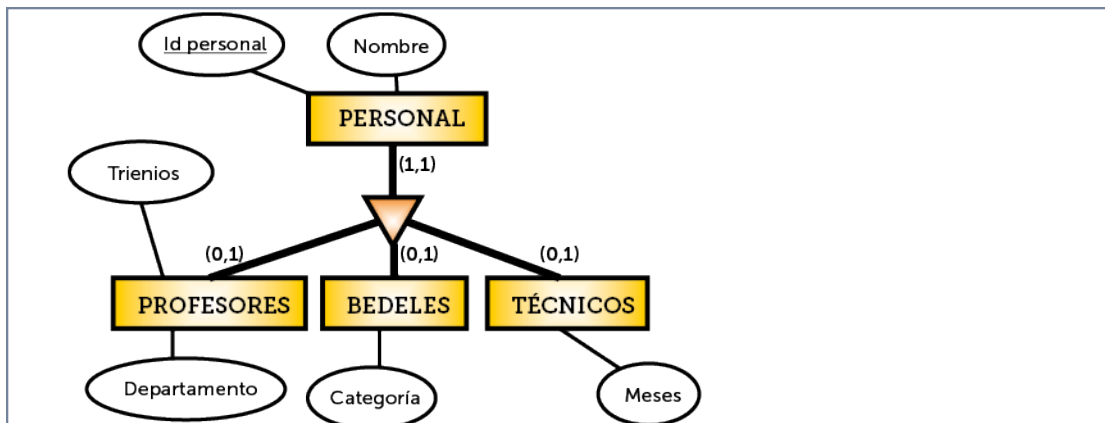 Id personal
Nombre
PERSONAL
(1,1)
Trienios
(0,1)
(0,1)
(0,1)
PROFESORES
BEDELES
TÉCNICOS
Departamento
Categoría
Meses